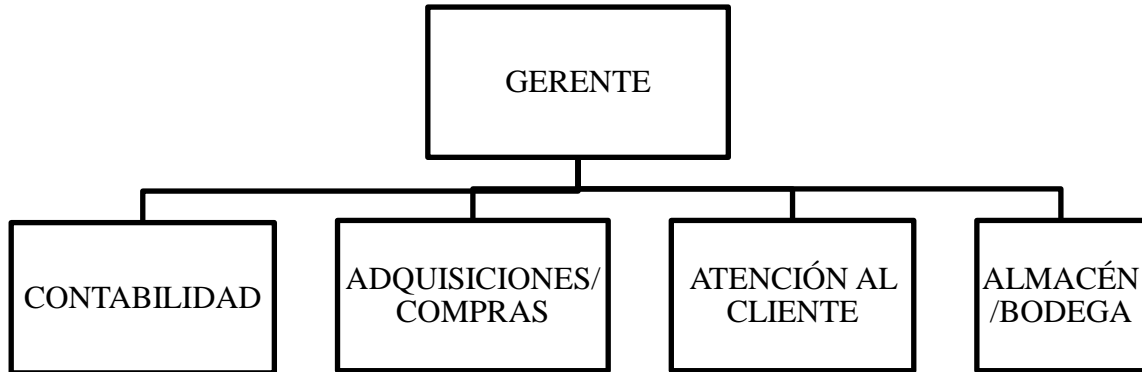 GERENTE
CONTABILIDAD
ADQUISICIONES/
COMPRAS
ATENCIÓN AL
CLIENTE
ALMACÉN
/BODEGA